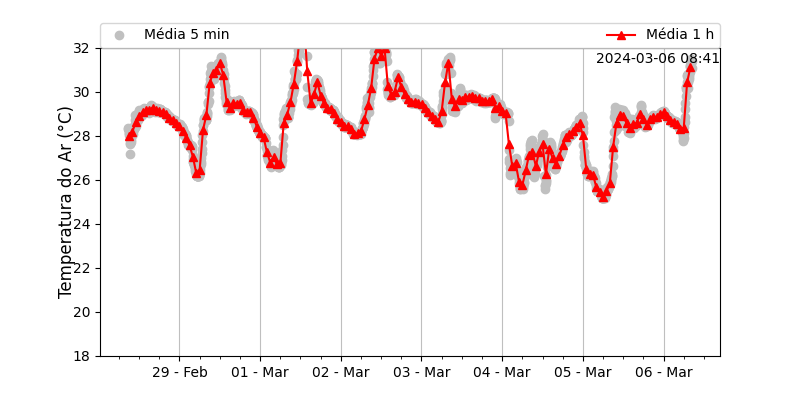 Média 5 min
Média 1 h
2024-03-06 08:41
Temperatura do Ar (°C)
32
30
28
26
24
22
20
18
29 - Feb
01 - Mar
02 - Mar
03 - Mar
04 - Mar
05 - Mar
06 - Mar